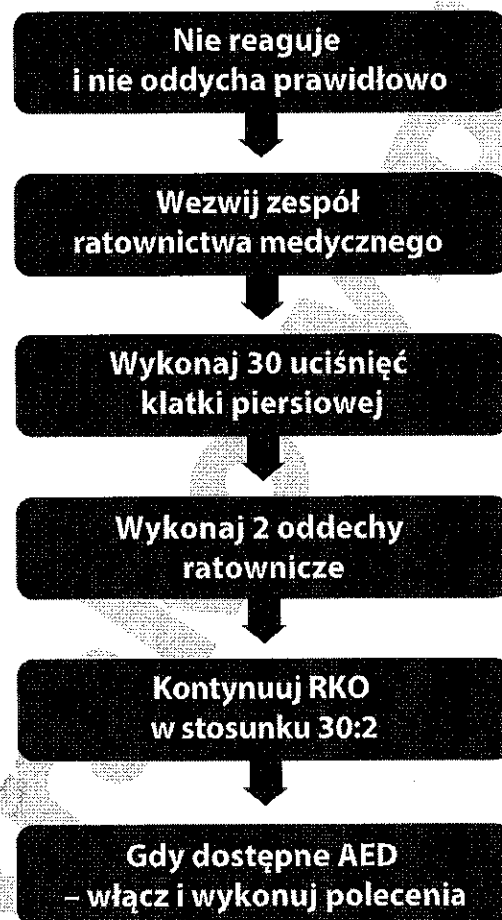 Nie reaguje
i nie oddycha prawidłowo
Wezwij zespół
ratownictwa medycznego
Wykonaj 30 uciśnięć
klatki piersiowej
Wykonaj 2 oddechy
ratownicze
Kontynuuj RKO
w stosunku 30:2
Gdy dostępne AED
– włącz i wykonuj polecenia